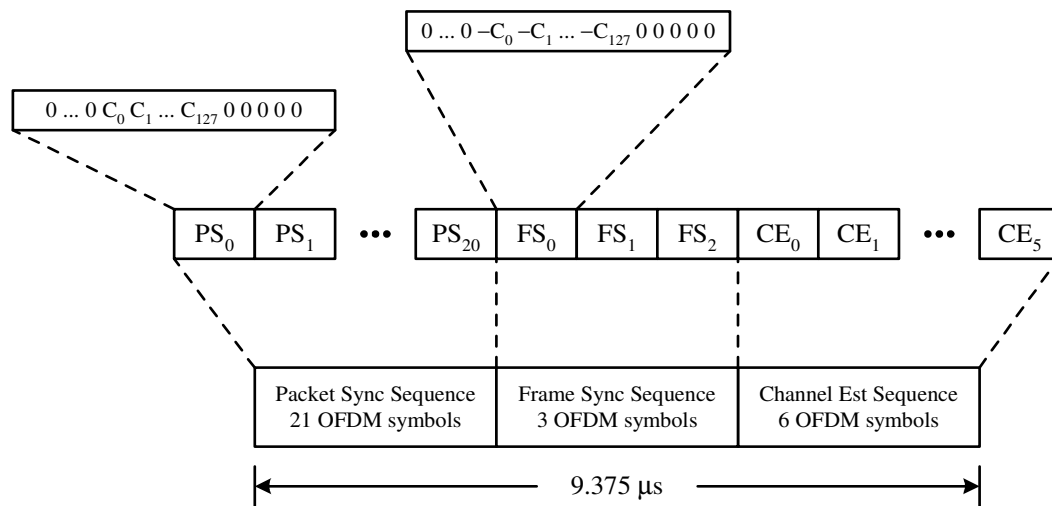 0 ... 0 –C₀ –C₁ ... –C₁₂₇ 0 0 0 0 0
0 ... 0 C₀ C₁ ... C₁₂₇ 0 0 0 0 0
PS₀ PS₁ ••• PS₂₀ FS₀ FS₁ FS₂ CE₀ CE₁ ••• CE₅
Packet Sync Sequence
21 OFDM symbols
Frame Sync Sequence
3 OFDM symbols
Channel Est Sequence
6 OFDM symbols
9.375 μs